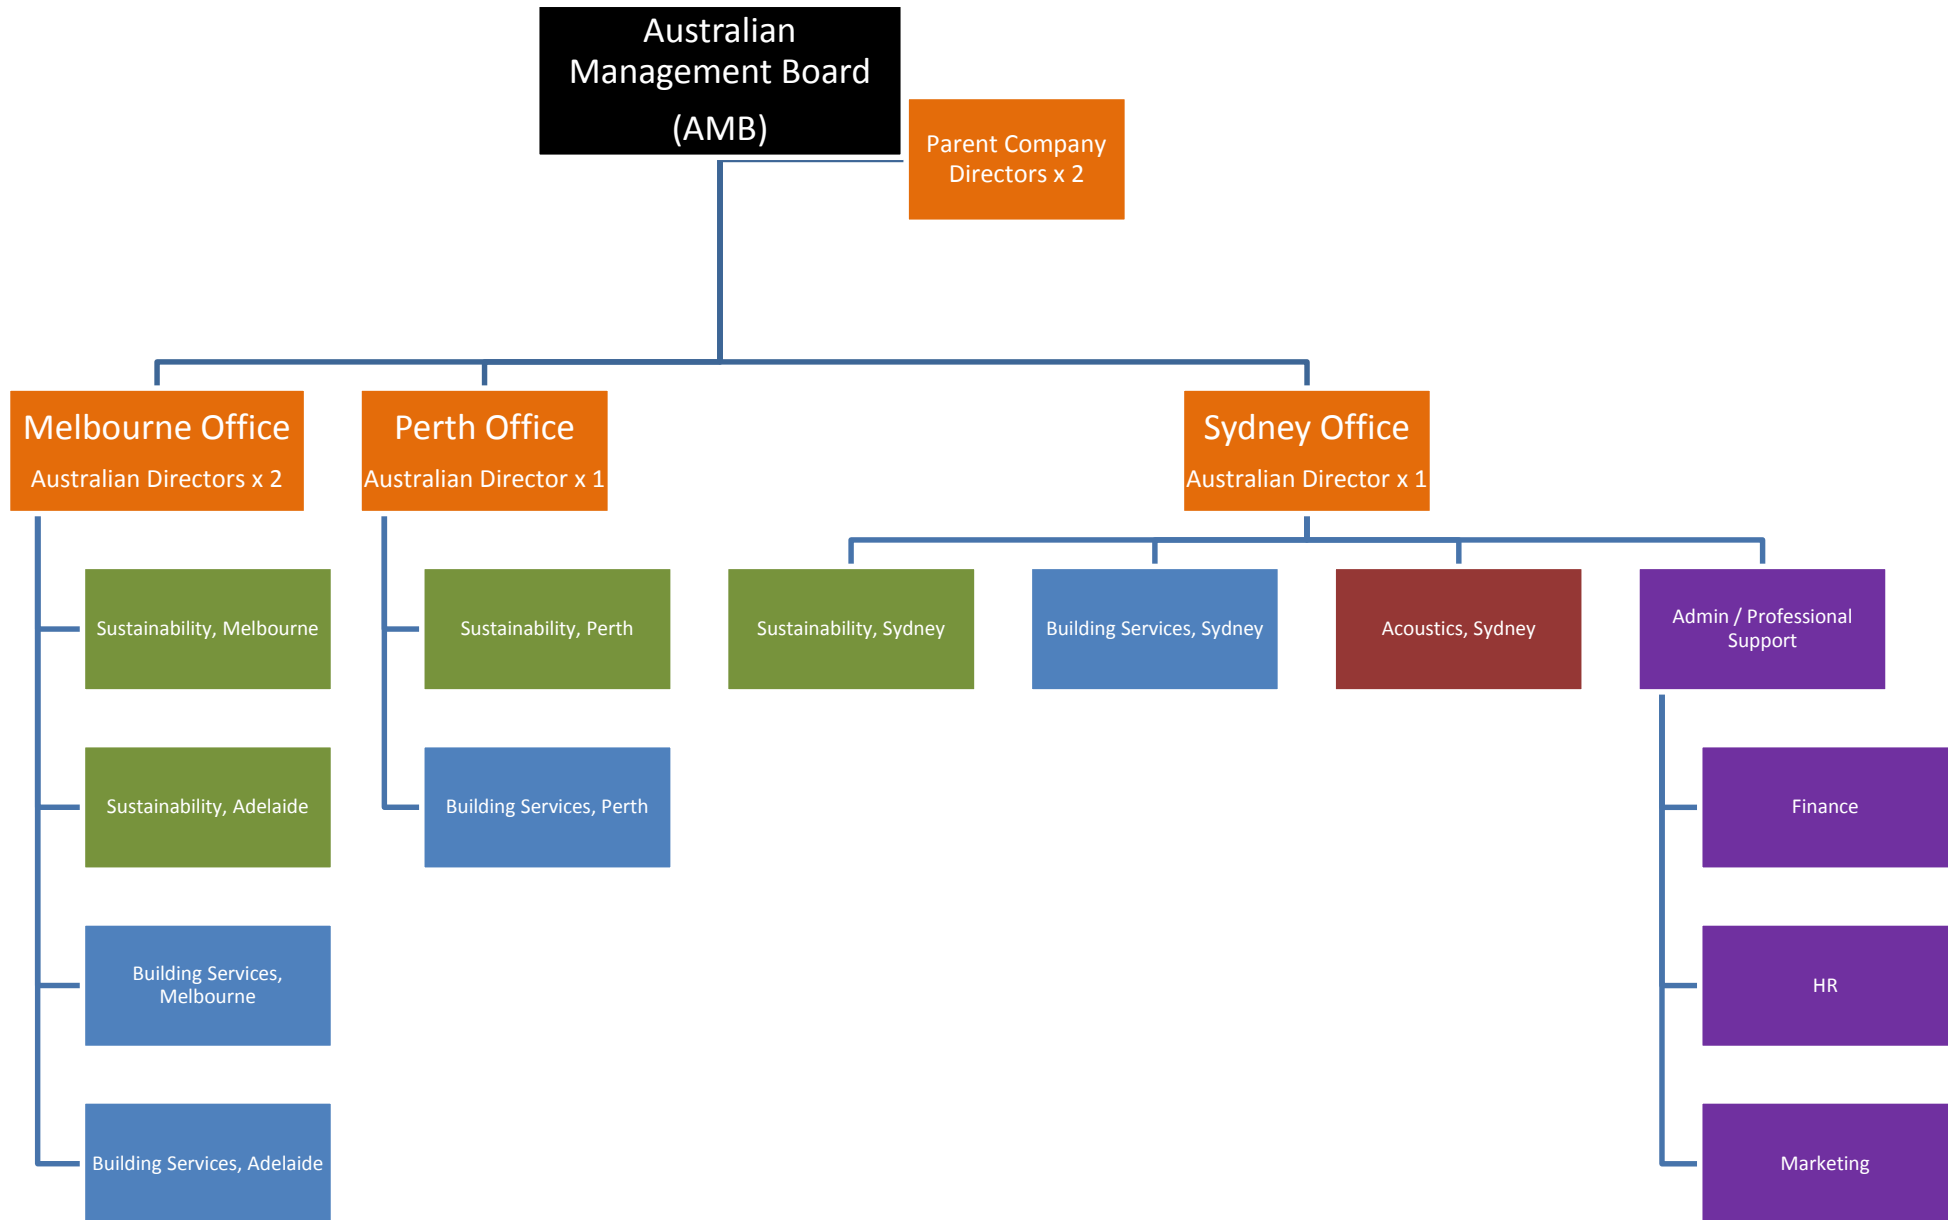 Australian
Management Board
(AMB)
Parent Company
Directors x 2
Melbourne Office
Australian Directors x 2
Perth Office
Australian Director x 1
Sydney Office
Australian Director x 1
Sustainability, Melbourne
Sustainability, Adelaide
Building Services,
Melbourne
Building Services, Adelaide
Sustainability, Perth
Building Services, Perth
Sustainability, Sydney
Building Services, Sydney
Acoustics, Sydney
Admin / Professional
Support
Finance
HR
Marketing